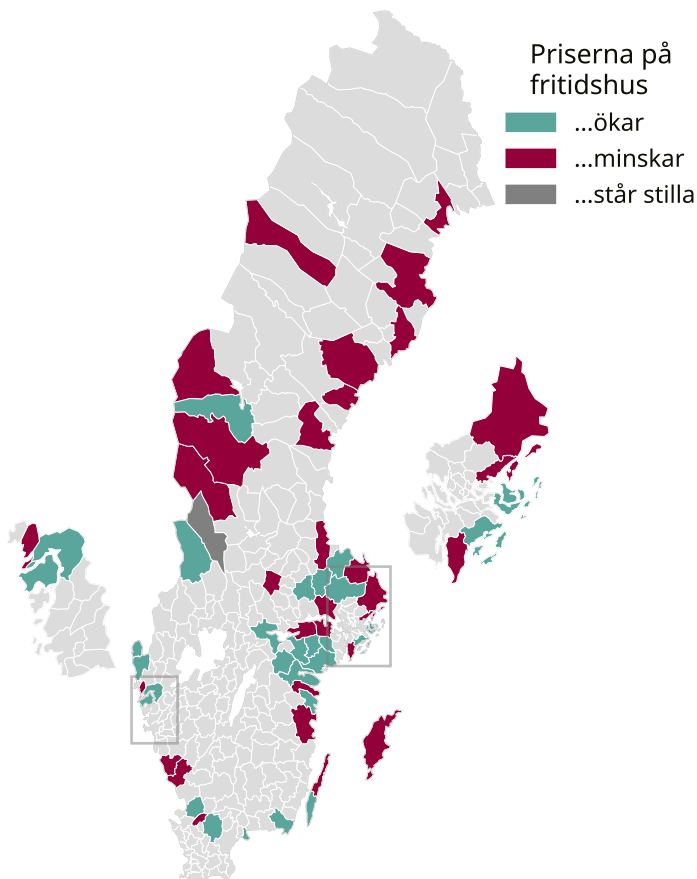 Priserna på
fritidshus
...ökar
...minskar
...står stilla